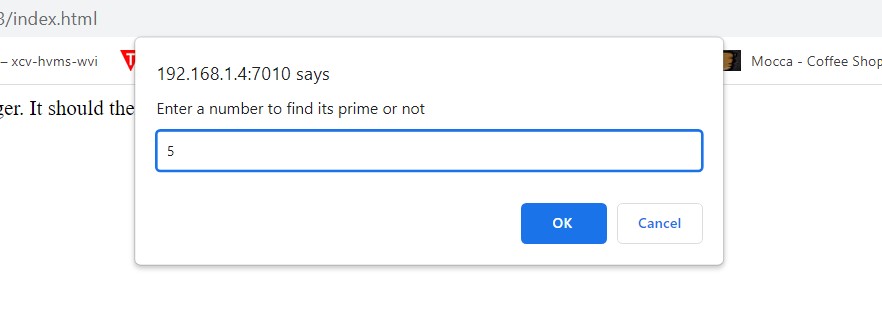 3/index.html
– xcv-hvms-wvi
Mocca - Coffee Shop
192.168.1.4:7010 says
ger. It should the
Enter a number to find its prime or not
5
OK Cancel